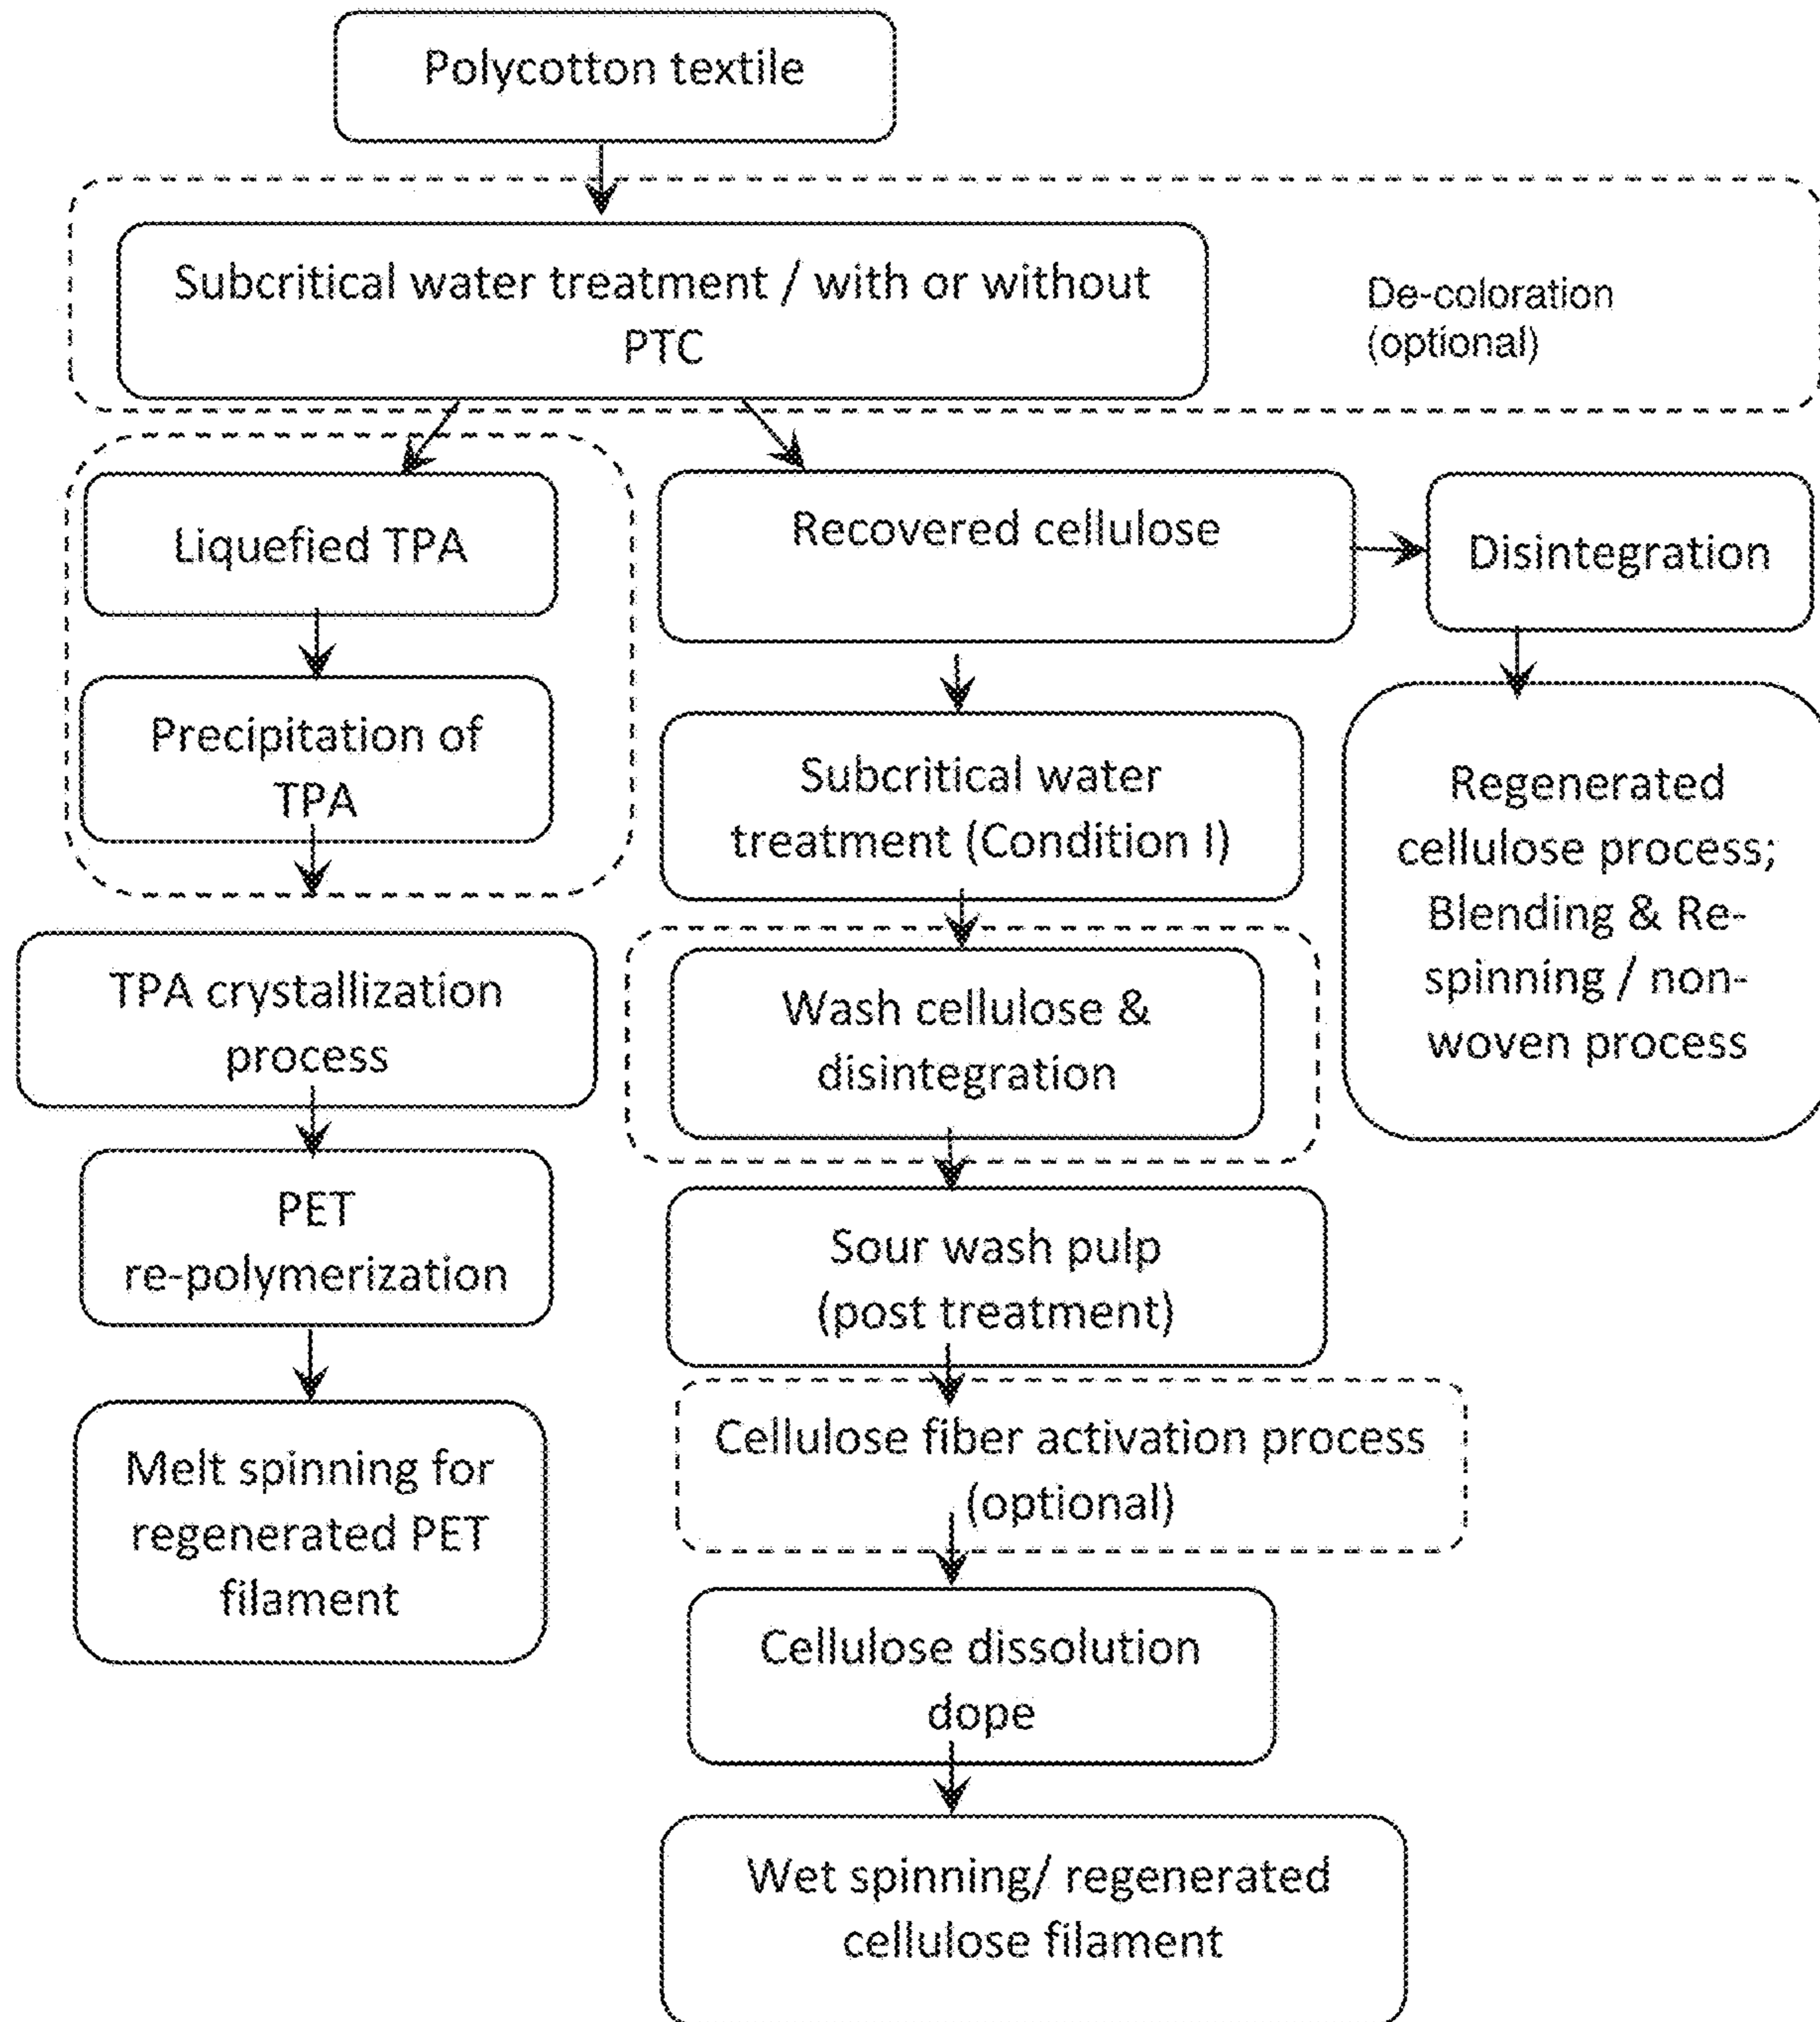 Polycotton textile
Subcritical water treatment / with or without
PTC
De-coloration
(optional)
Liquefied TPA
Precipitation of
TPA
TPA crystallization
process
PET
re-polymerization
Melt spinning for
regenerated PET
filament
Recovered cellulose
Subcritical water
treatment (Condition I)
Wash cellulose &
disintegration
Sour wash pulp
(post treatment)
Cellulose fiber activation process
(optional)
Cellulose dissolution
dope
Wet spinning/ regenerated
cellulose filament
Disintegration
Regenerated
cellulose process;
Blending & Re-
spinning / non-
woven process